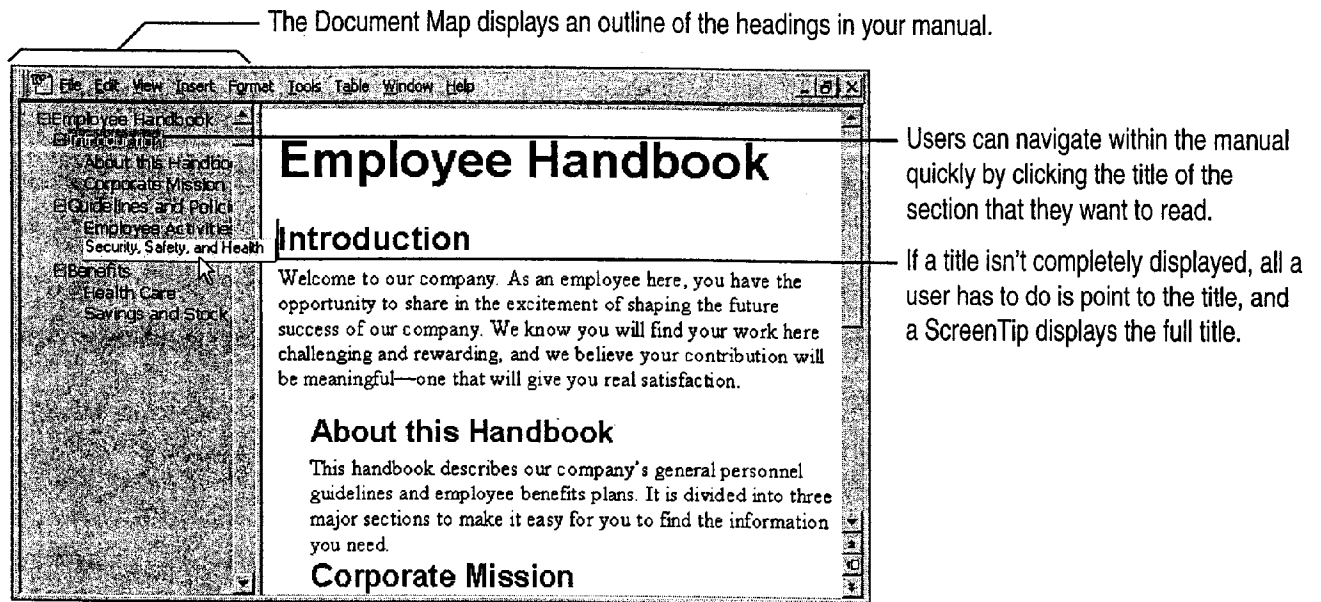 The Document Map displays an outline of the headings in your manual.
File Edit View Insert Format Tools Table Window Help
Employee Handbook
Introduction
About this Handbo
Corporate Mission
Guidelines and Polici
Employee Activities
Security, Safety, and Health
Benefits
Health Care
Savings and Stock
Employee Handbook
Introduction
Welcome to our company. As an employee here, you have the
opportunity to share in the excitement of shaping the future
success of our company. We know you will find your work here
challenging and rewarding, and we believe your contribution will
be meaningful—one that will give you real satisfaction.
About this Handbook
This handbook describes our company's general personnel
guidelines and employee benefits plans. It is divided into three
major sections to make it easy for you to find the information
you need.
Corporate Mission
Users can navigate within the manual
quickly by clicking the title of the
section that they want to read.
If a title isn't completely displayed, all a
user has to do is point to the title, and
a ScreenTip displays the full title.